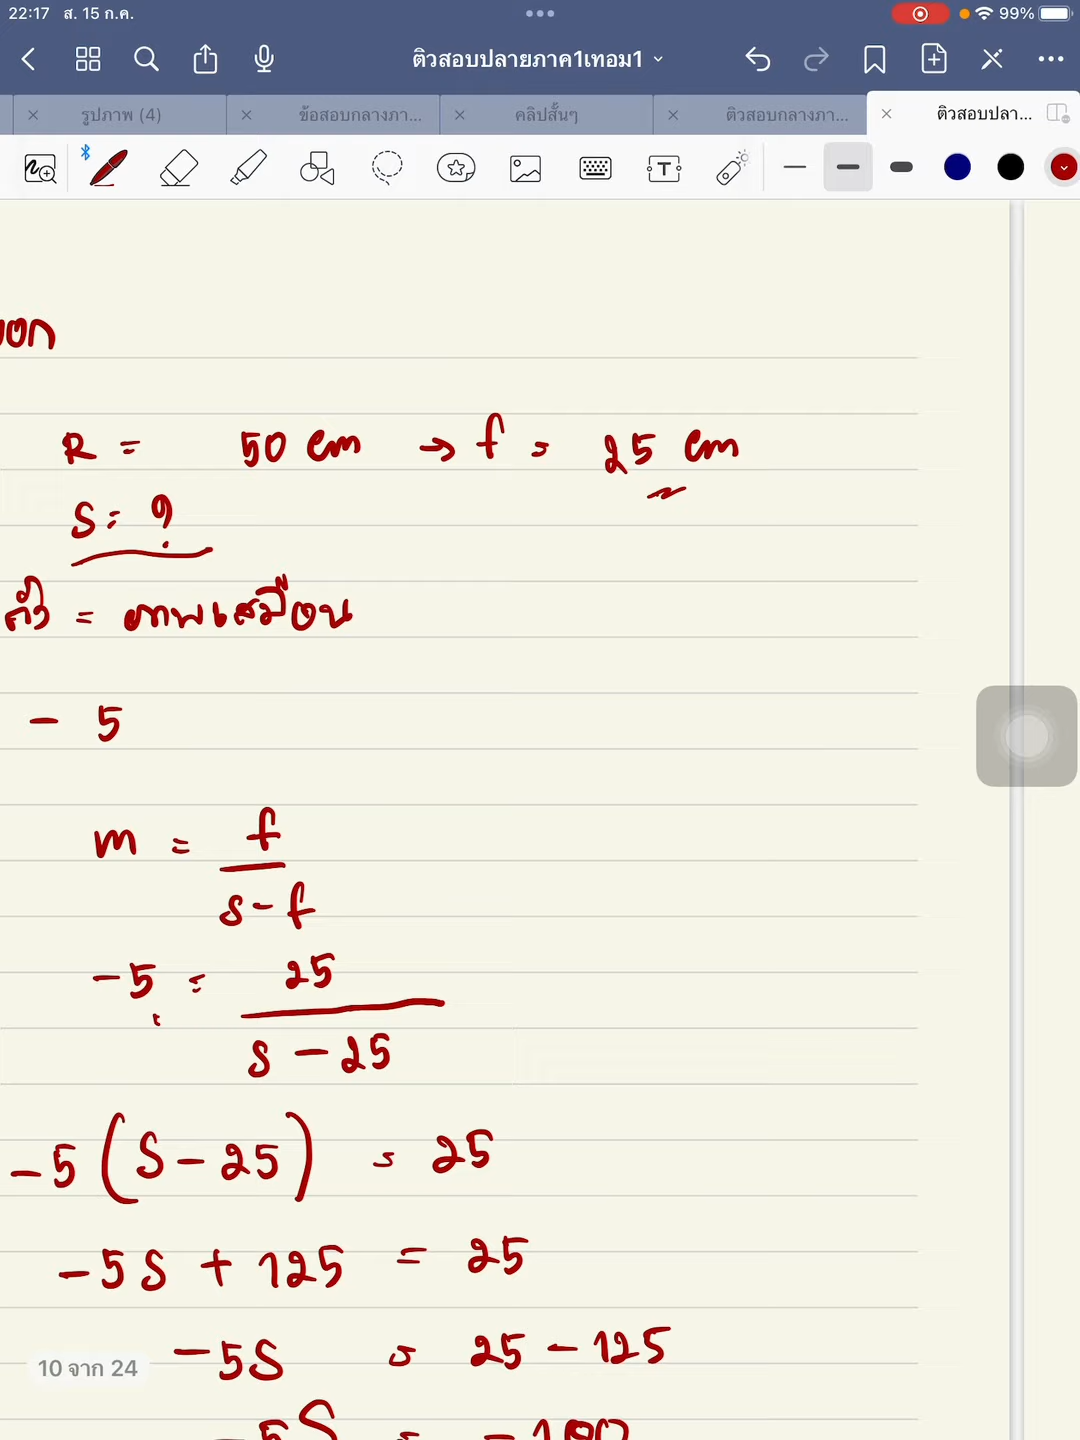 22:17 ส. 15 ก.ค.
99%
ติวสอบปลายภาค1เทอม1
รูปภาพ (4)
ข้อสอบกลางภา...
คลิปสั้นๆ
ติวสอบกลางภา...
ติวสอบปลา...
R = 50 cm → f = 25 cm
S = ?
= ภาพเสมือน
- 5
m = f
s - f
-5 = 25
s - 25
-5 (S - 25) = 25
-5S + 125 = 25
-5S = 25 - 125
10 จาก 24
-5S = -100